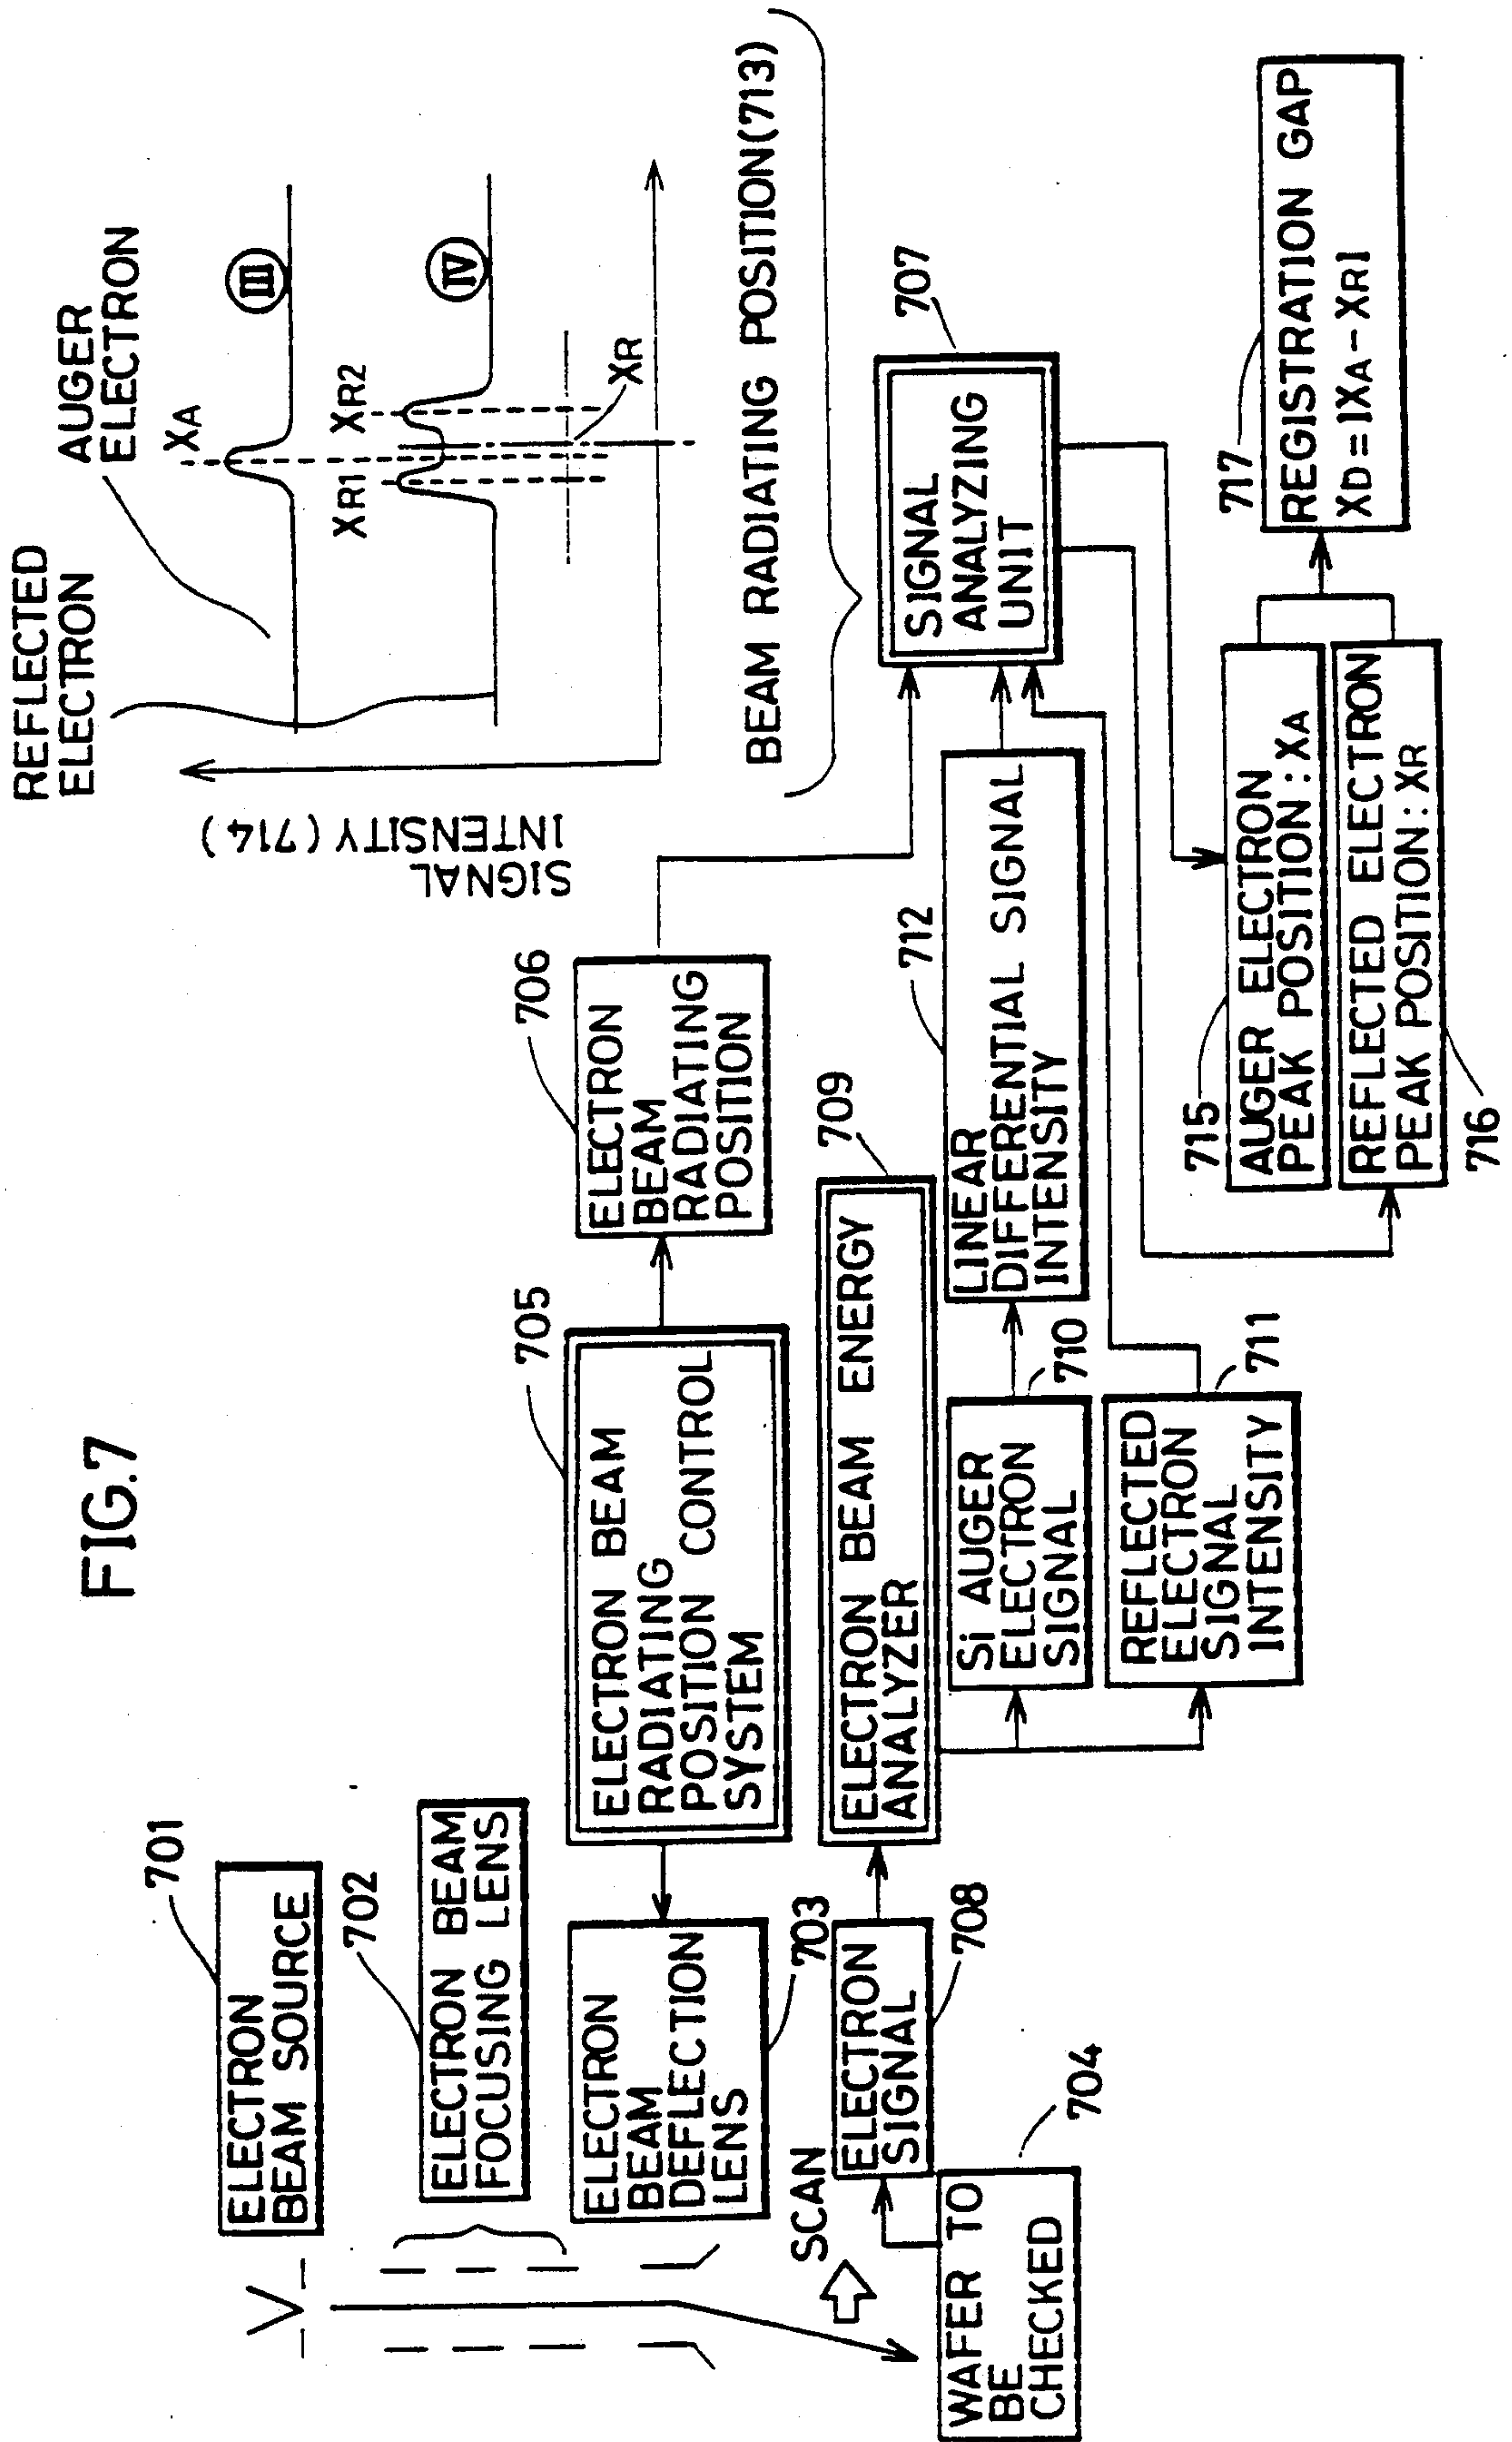 FIG.7
701
ELECTRON
BEAM SOURCE
702
ELECTRON BEAM
FOCUSING LENS
ELECTRON
BEAM
DEFLECTION
LENS
703
SCAN
WAFER TO
BE
CHECKED
704
705
ELECTRON BEAM
RADIATING
POSITION CONTROL
SYSTEM
706
ELECTRON
BEAM
RADIATING
POSITION
ELECTRON
SIGNAL
708
709
ELECTRON BEAM ENERGY
ANALYZER
Si AUGER
ELECTRON
SIGNAL
710
REFLECTED
ELECTRON
SIGNAL
INTENSITY
711
712
LINEAR
DIFFERENTIAL SIGNAL
INTENSITY
707
SIGNAL
ANALYZING
UNIT
REFLECTED
ELECTRON
AUGER
ELECTRON
XA
III
XR1
XR2
IV
XR
SIGNAL
INTENSITY (714)
BEAM RADIATING POSITION(713)
715
AUGER ELECTRON
PEAK POSITION: XA
REFLECTED ELECTRON
PEAK POSITION: XR
716
717
REGISTRATION GAP
XD=|XA-XR|